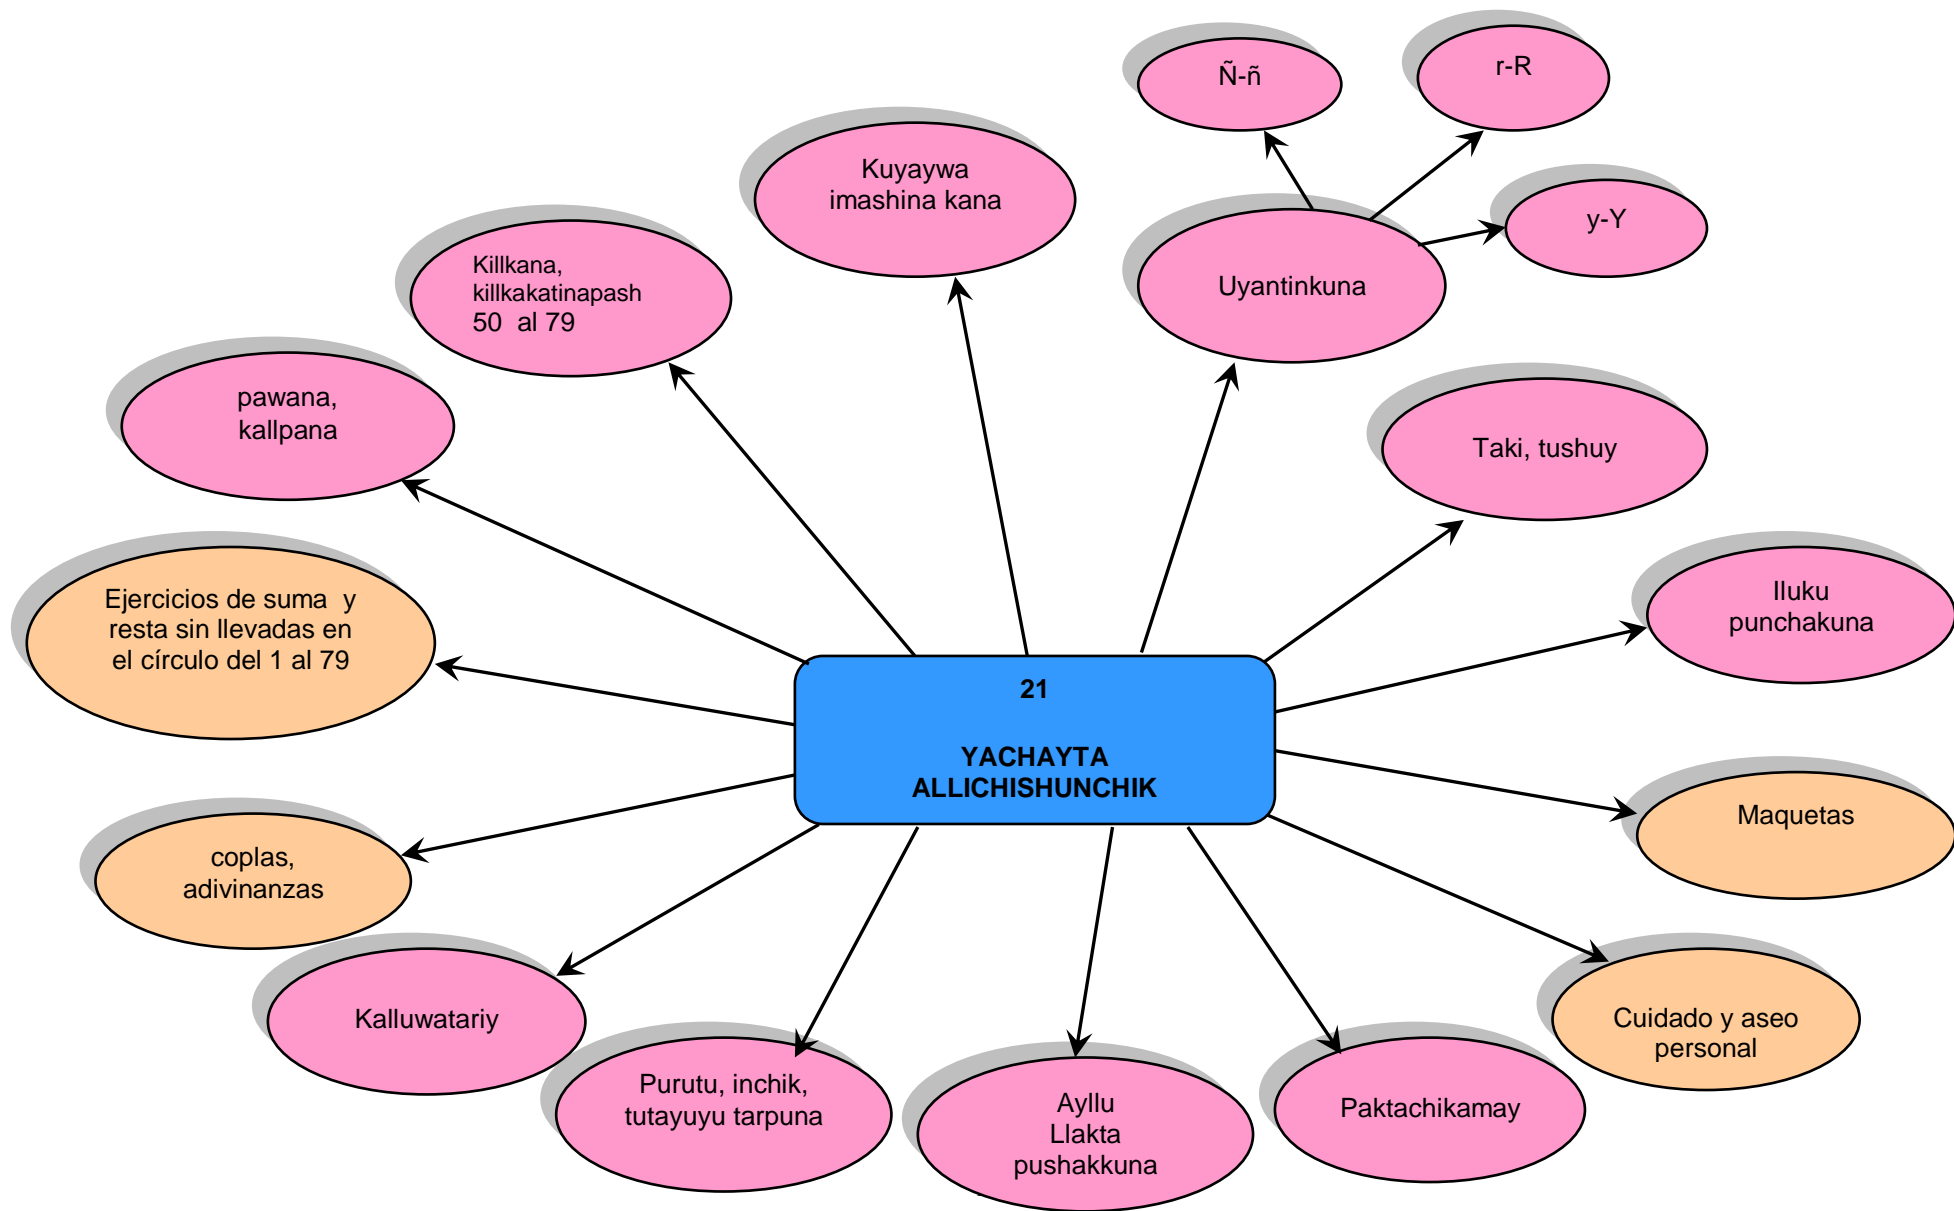 Ñ-ñ
r-R
y-Y
Kuyaywa
imashina kana
Killkana,
killkakatinapash
50 al 79
Uyantinkuna
pawana,
kallpana
Taki, tushuy
Ejercicios de suma y
resta sin llevadas en
el círculo del 1 al 79
Iluku
punchakuna
21
YACHAYTA
ALLICHISHUNCHIK
Maquetas
coplas,
adivinanzas
Cuidado y aseo
personal
Kalluwatariy
Purutu, inchik,
tutayuyu tarpuna
Ayllu
Llakta
pushakkuna
Paktachikamay